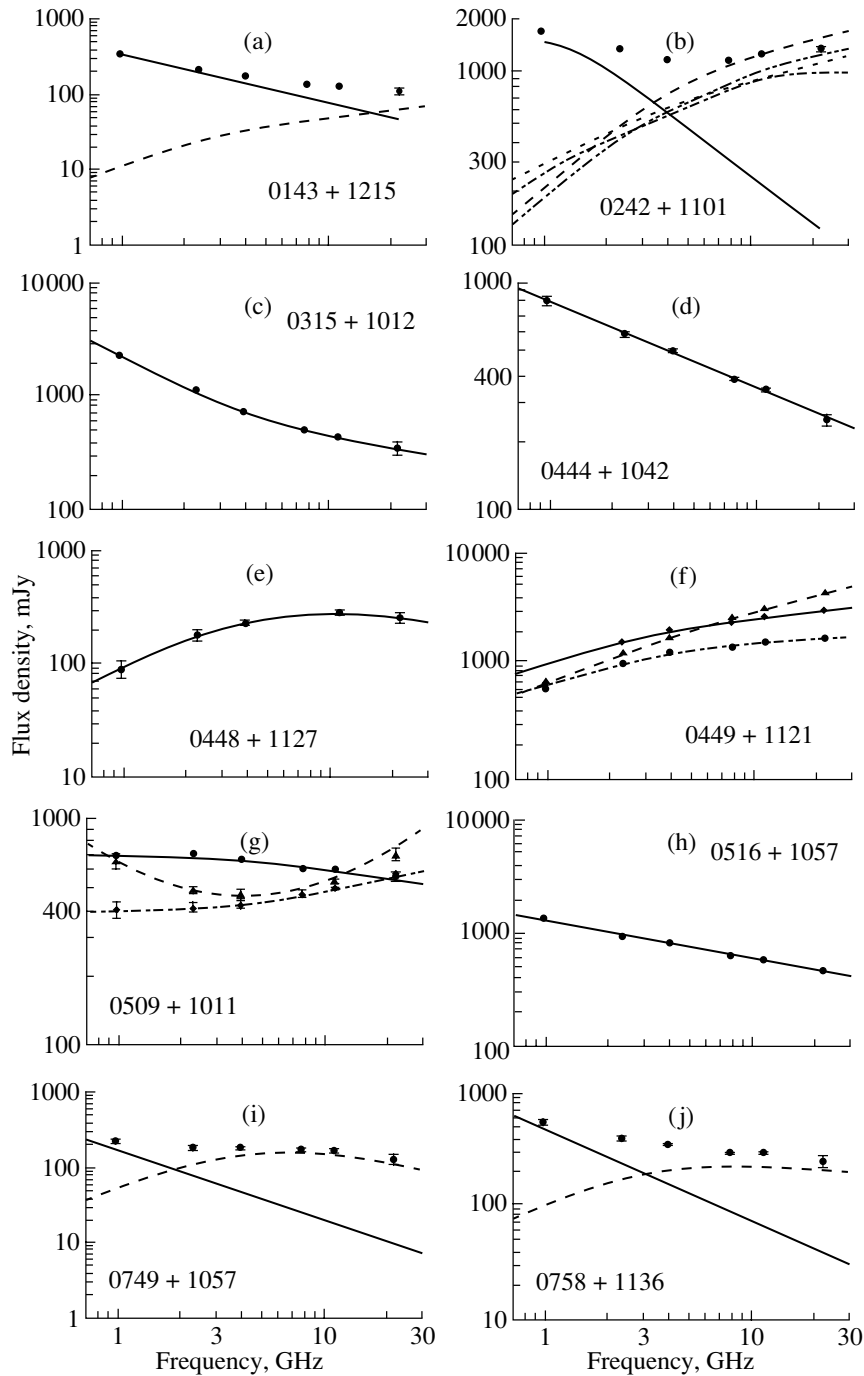 (a)
1000
100
10
1
0143 + 1215
(b)
2000
1000
300
100
0242 + 1101
(c)
10000
1000
100
0315 + 1012
(d)
1000
400
100
0444 + 1042
(e)
1000
100
10
0448 + 1127
(f)
10000
1000
100
0449 + 1121
Flux density, mJy
(g)
1000
400
100
0509 + 1011
(h)
10000
1000
100
0516 + 1057
(i)
1000
100
10
1
0749 + 1057
1 3 10 30
Frequency, GHz
(j)
1000
100
10
0758 + 1136
1 3 10 30
Frequency, GHz